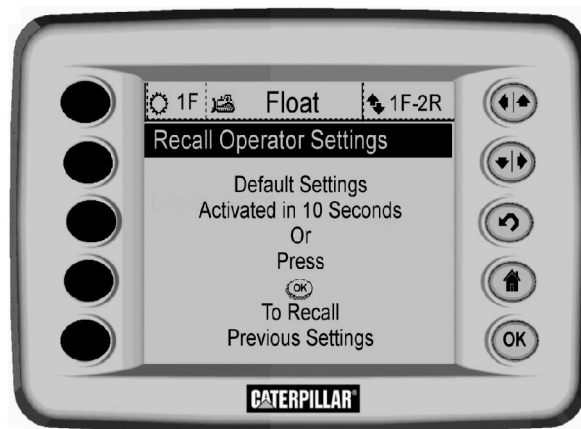 1F Float 1F-2R
Recall Operator Settings
Default Settings
Activated in 10 Seconds
Or
Press
OK
To Recall
Previous Settings
OK
CATERPILLAR®